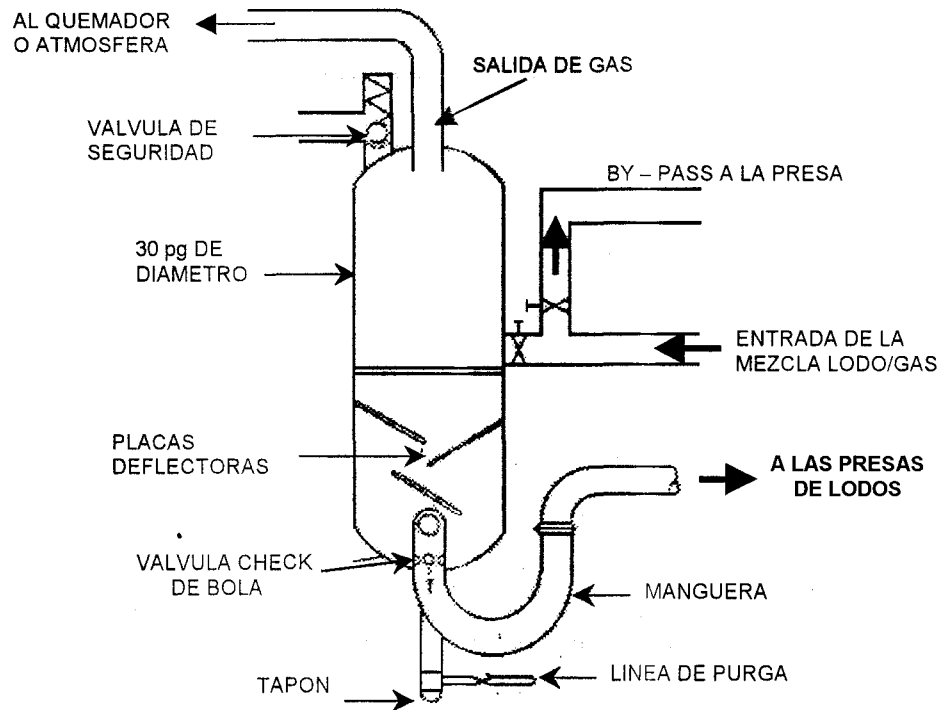 AL QUEMADOR
O ATMOSFERA
SALIDA DE GAS
VALVULA DE
SEGURIDAD
BY – PASS A LA PRESA
30 pg DE
DIAMETRO
ENTRADA DE LA
MEZCLA LODO/GAS
PLACAS
DEFLECTORAS
A LAS PRESAS
DE LODOS
VALVULA CHECK
DE BOLA
MANGUERA
LINEA DE PURGA
TAPON